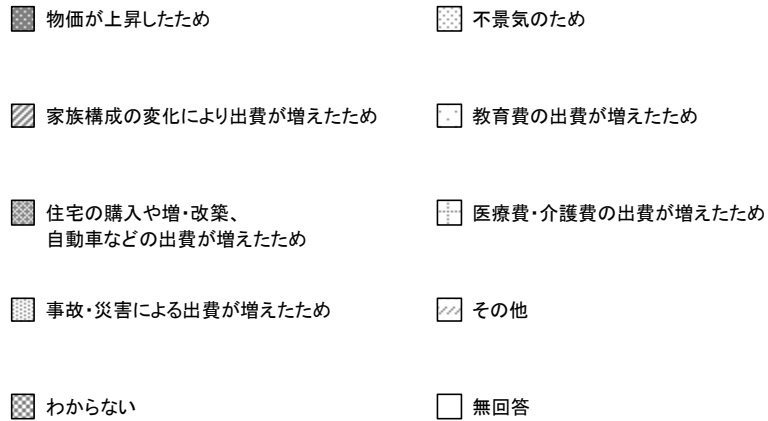 物価が上昇したため
不景気のため
家族構成の変化により出費が増えたため
教育費の出費が増えたため
住宅の購入や増・改築、
自動車などの出費が増えたため
医療費・介護費の出費が増えたため
事故・災害による出費が増えたため
その他
わからない
無回答